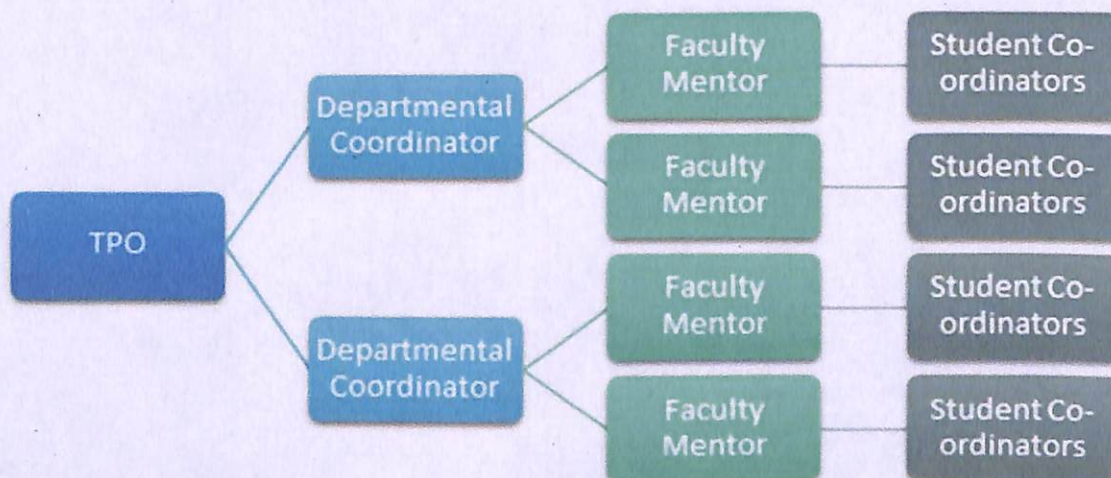 TPO
Departmental
Coordinator
Faculty
Mentor
Student Co-
ordinators
Faculty
Mentor
Student Co-
ordinators
Departmental
Coordinator
Faculty
Mentor
Student Co-
ordinators
Faculty
Mentor
Student Co-
ordinators